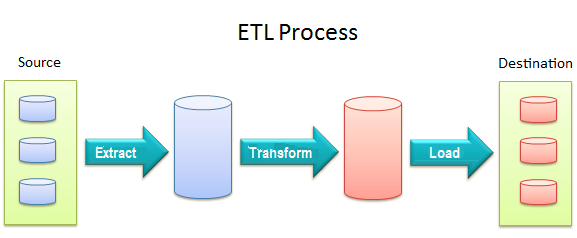 ETL Process
Source
Destination
Extract
Transform
Load